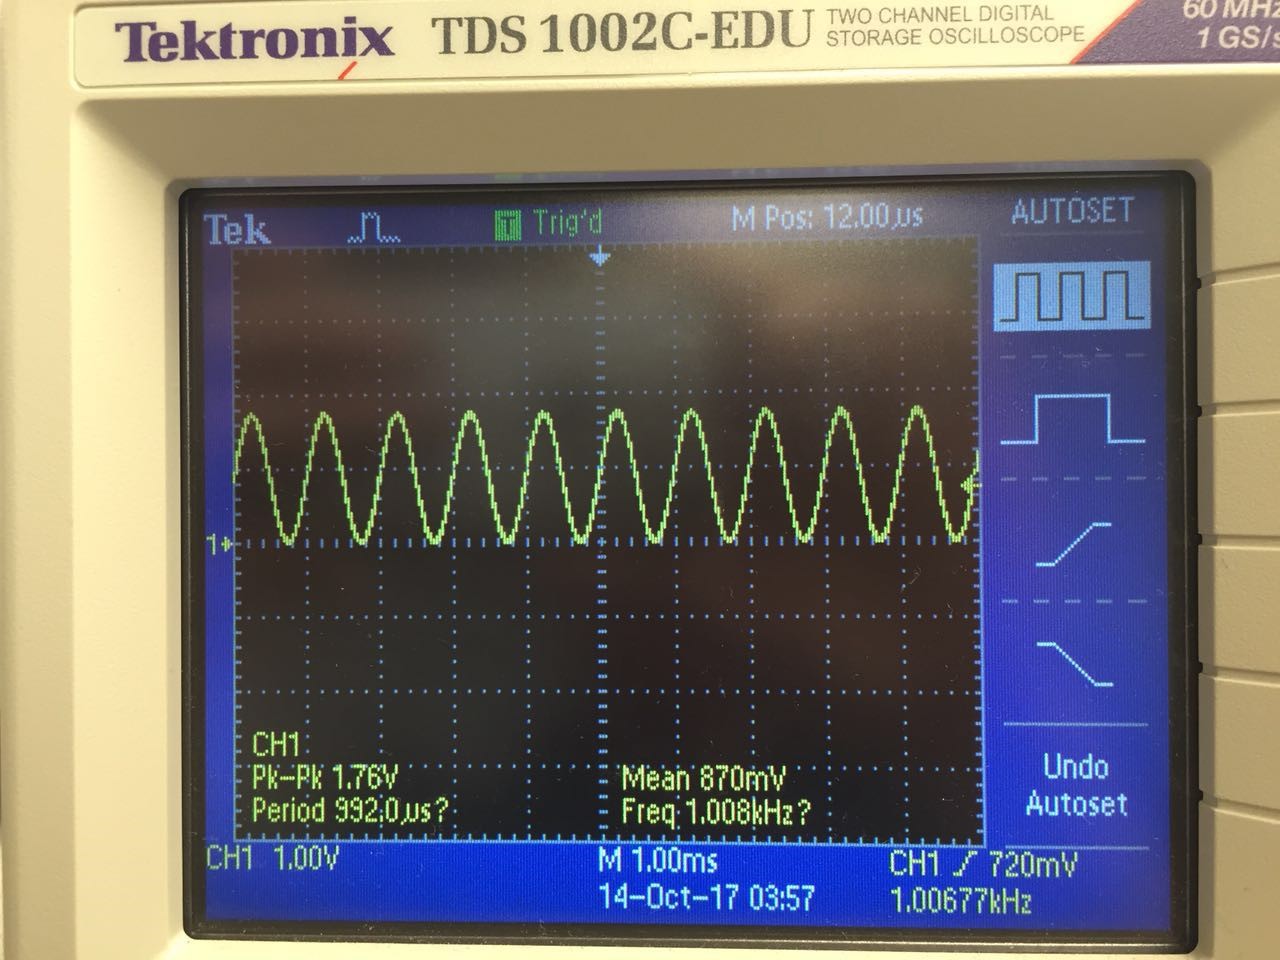 Tektronix TDS 1002C-EDU TWO CHANNEL DIGITAL
STORAGE OSCILLOSCOPE
60 MHz
1 GS/s
Tek T Trig'd M Pos: 12.00µs AUTOSET
1
CH1
Pk-Pk 1.76V Mean 870mV
Period 992.0µs? Freq 1.008kHz?
Undo
Autoset
CH1 1.00V M 1.00ms CH1 720mV
14-Oct-17 03:57 1.00677kHz